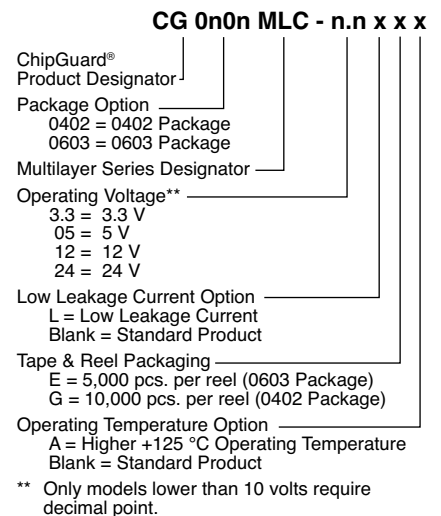 CG 0n0n MLC - n.n x x x
ChipGuard®
Product Designator
Package Option
0402 = 0402 Package
0603 = 0603 Package
Multilayer Series Designator
Operating Voltage**
3.3 = 3.3 V
05 = 5 V
12 = 12 V
24 = 24 V
Low Leakage Current Option
L = Low Leakage Current
Blank = Standard Product
Tape & Reel Packaging
E = 5,000 pcs. per reel (0603 Package)
G = 10,000 pcs. per reel (0402 Package)
Operating Temperature Option
A = Higher +125 °C Operating Temperature
Blank = Standard Product
** Only models lower than 10 volts require
decimal point.